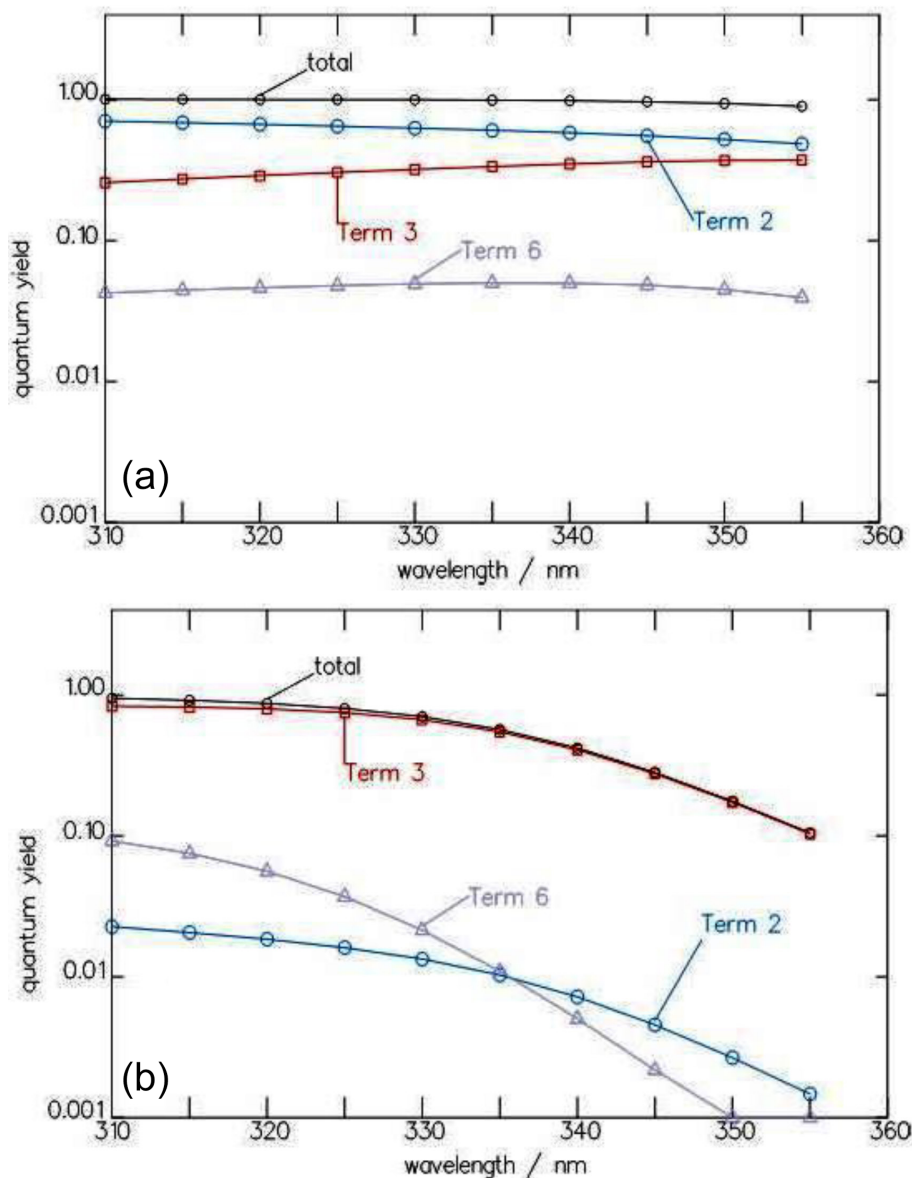 total
1.00
Term 3
Term 2
0.10
Term 6
quantum yield
0.01
(a)
0.001
310 320 330 340 350 360
wavelength / nm
total
1.00
Term 3
0.10
Term 6
Term 2
quantum yield
0.01
(b)
0.001
310 320 330 340 350 360
wavelength / nm